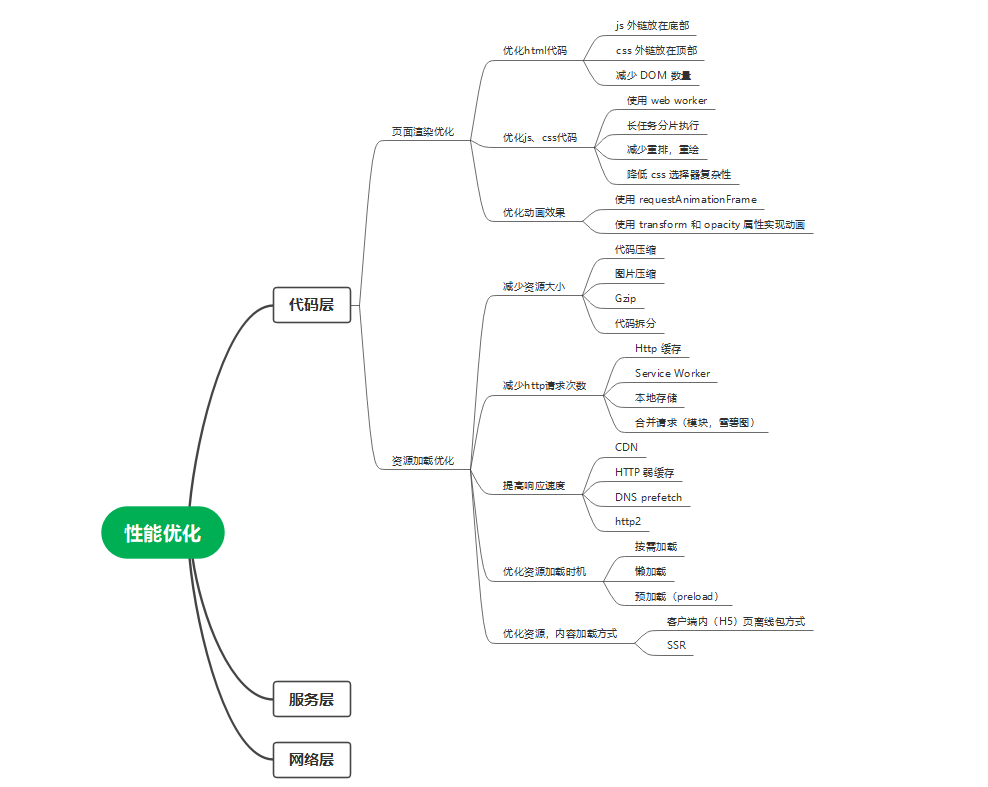 性能优化
代码层
页面渲染优化
优化html代码
js 外链放在底部
css 外链放在顶部
减少 DOM 数量
优化js、css代码
使用 web worker
长任务分片执行
减少重排，重绘
降低 css 选择器复杂性
优化动画效果
使用 requestAnimationFrame
使用 transform 和 opacity 属性实现动画
资源加载优化
减少资源大小
代码压缩
图片压缩
Gzip
代码拆分
减少http请求次数
Http 缓存
Service Worker
本地存储
合并请求（模块，雪碧图）
提高响应速度
CDN
HTTP 弱缓存
DNS prefetch
http2
优化资源加载时机
按需加载
懒加载
预加载（preload）
优化资源，内容加载方式
客户端内（H5）页离线包方式
SSR
服务层
网络层